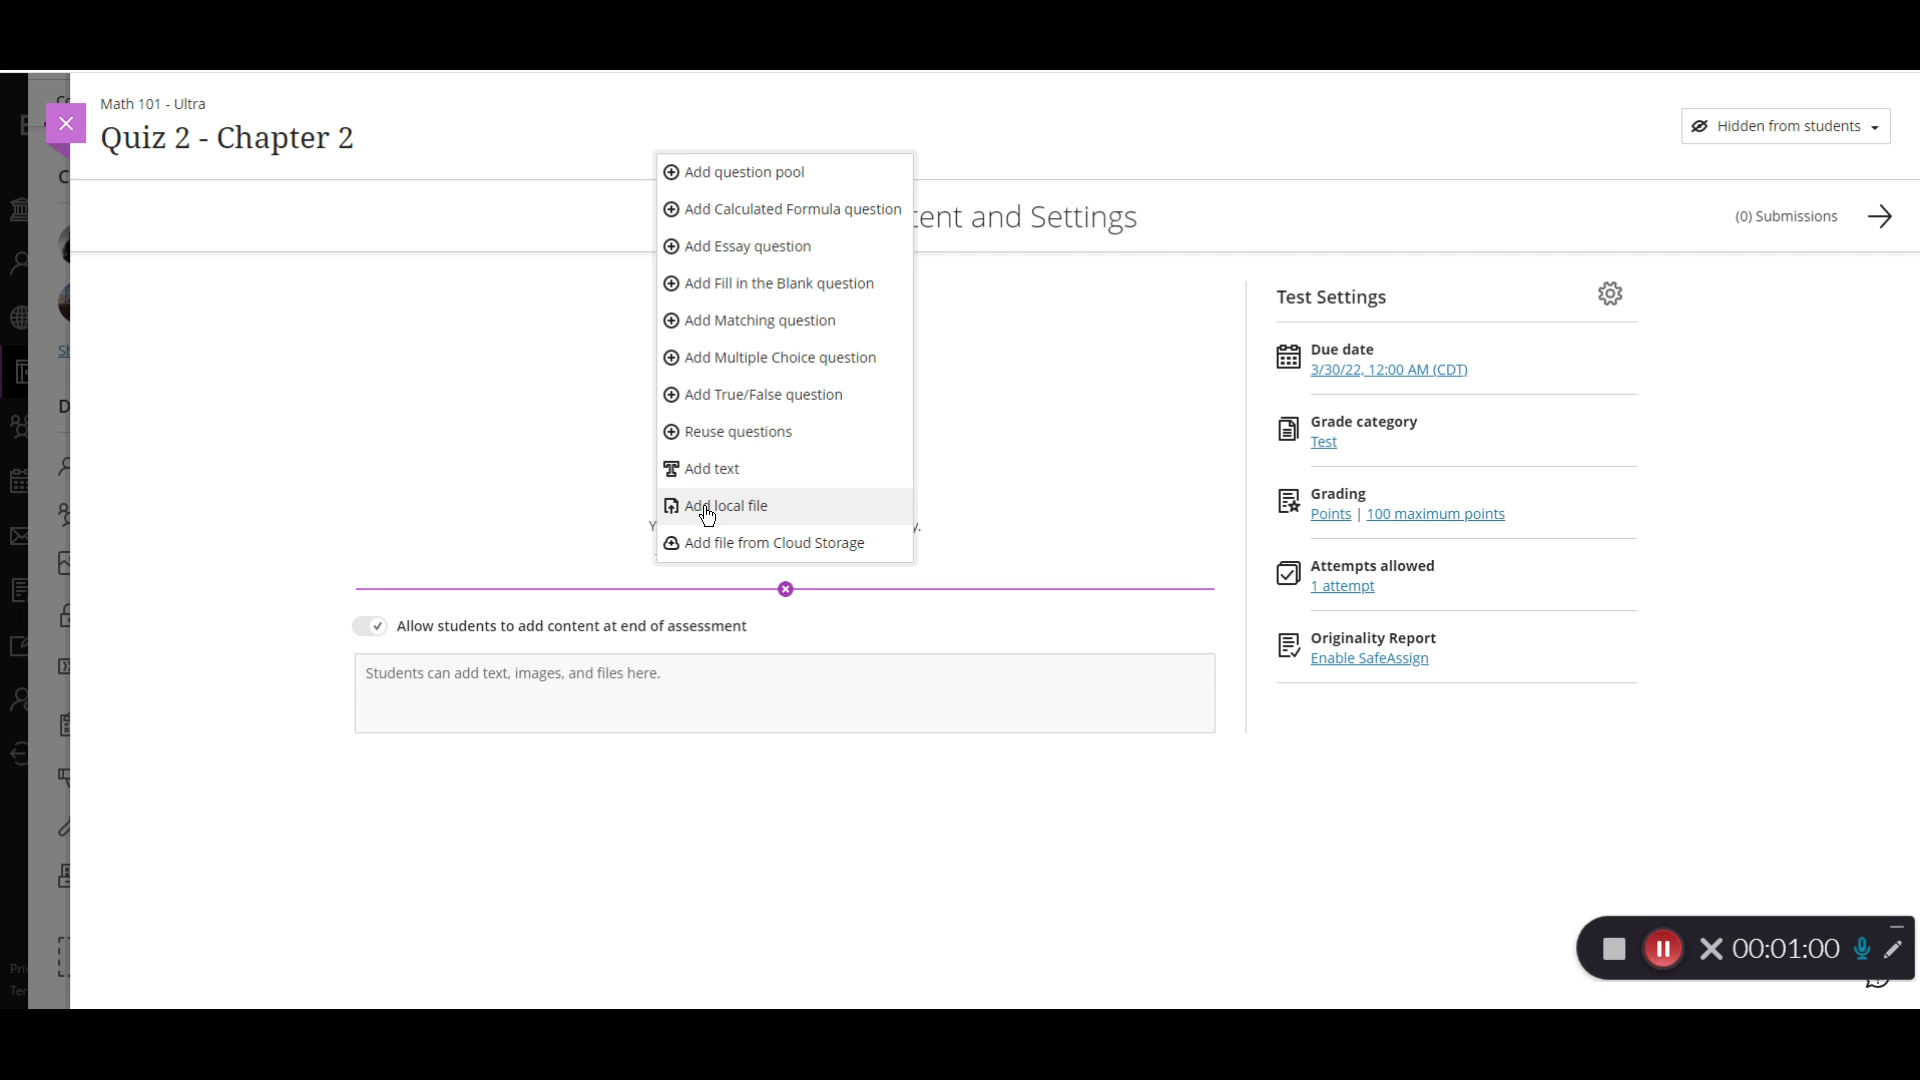 Math 101 - Ultra
Quiz 2 - Chapter 2
Hidden from students
Add question pool
Add Calculated Formula question
Add Essay question
Add Fill in the Blank question
Add Matching question
Add Multiple Choice question
Add True/False question
Reuse questions
Add text
Add local file
Add file from Cloud Storage
tent and Settings
(0) Submissions
Allow students to add content at end of assessment
Students can add text, images, and files here.
Test Settings
Due date
3/30/22, 12:00 AM (CDT)
Grade category
Test
Grading
Points | 100 maximum points
Attempts allowed
1 attempt
Originality Report
Enable SafeAssign
00:01:00